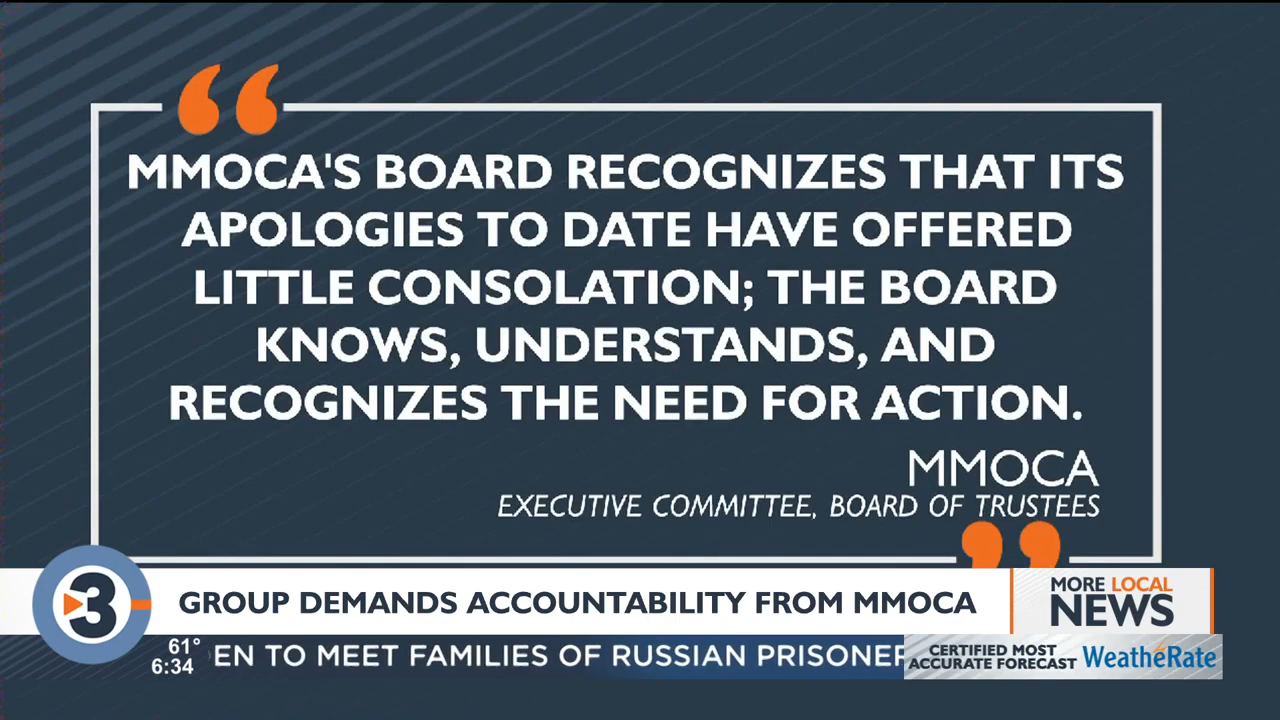 MMOCA'S BOARD RECOGNIZES THAT ITS
APOLOGIES TO DATE HAVE OFFERED
LITTLE CONSOLATION; THE BOARD
KNOWS, UNDERSTANDS, AND
RECOGNIZES THE NEED FOR ACTION.
MMOCA
EXECUTIVE COMMITTEE, BOARD OF TRUSTEES
3
GROUP DEMANDS ACCOUNTABILITY FROM MMOCA
MORE LOCAL
NEWS
61°
6:34
EN TO MEET FAMILIES OF RUSSIAN PRISONER
CERTIFIED MOST
ACCURATE FORECAST
WeatheRate